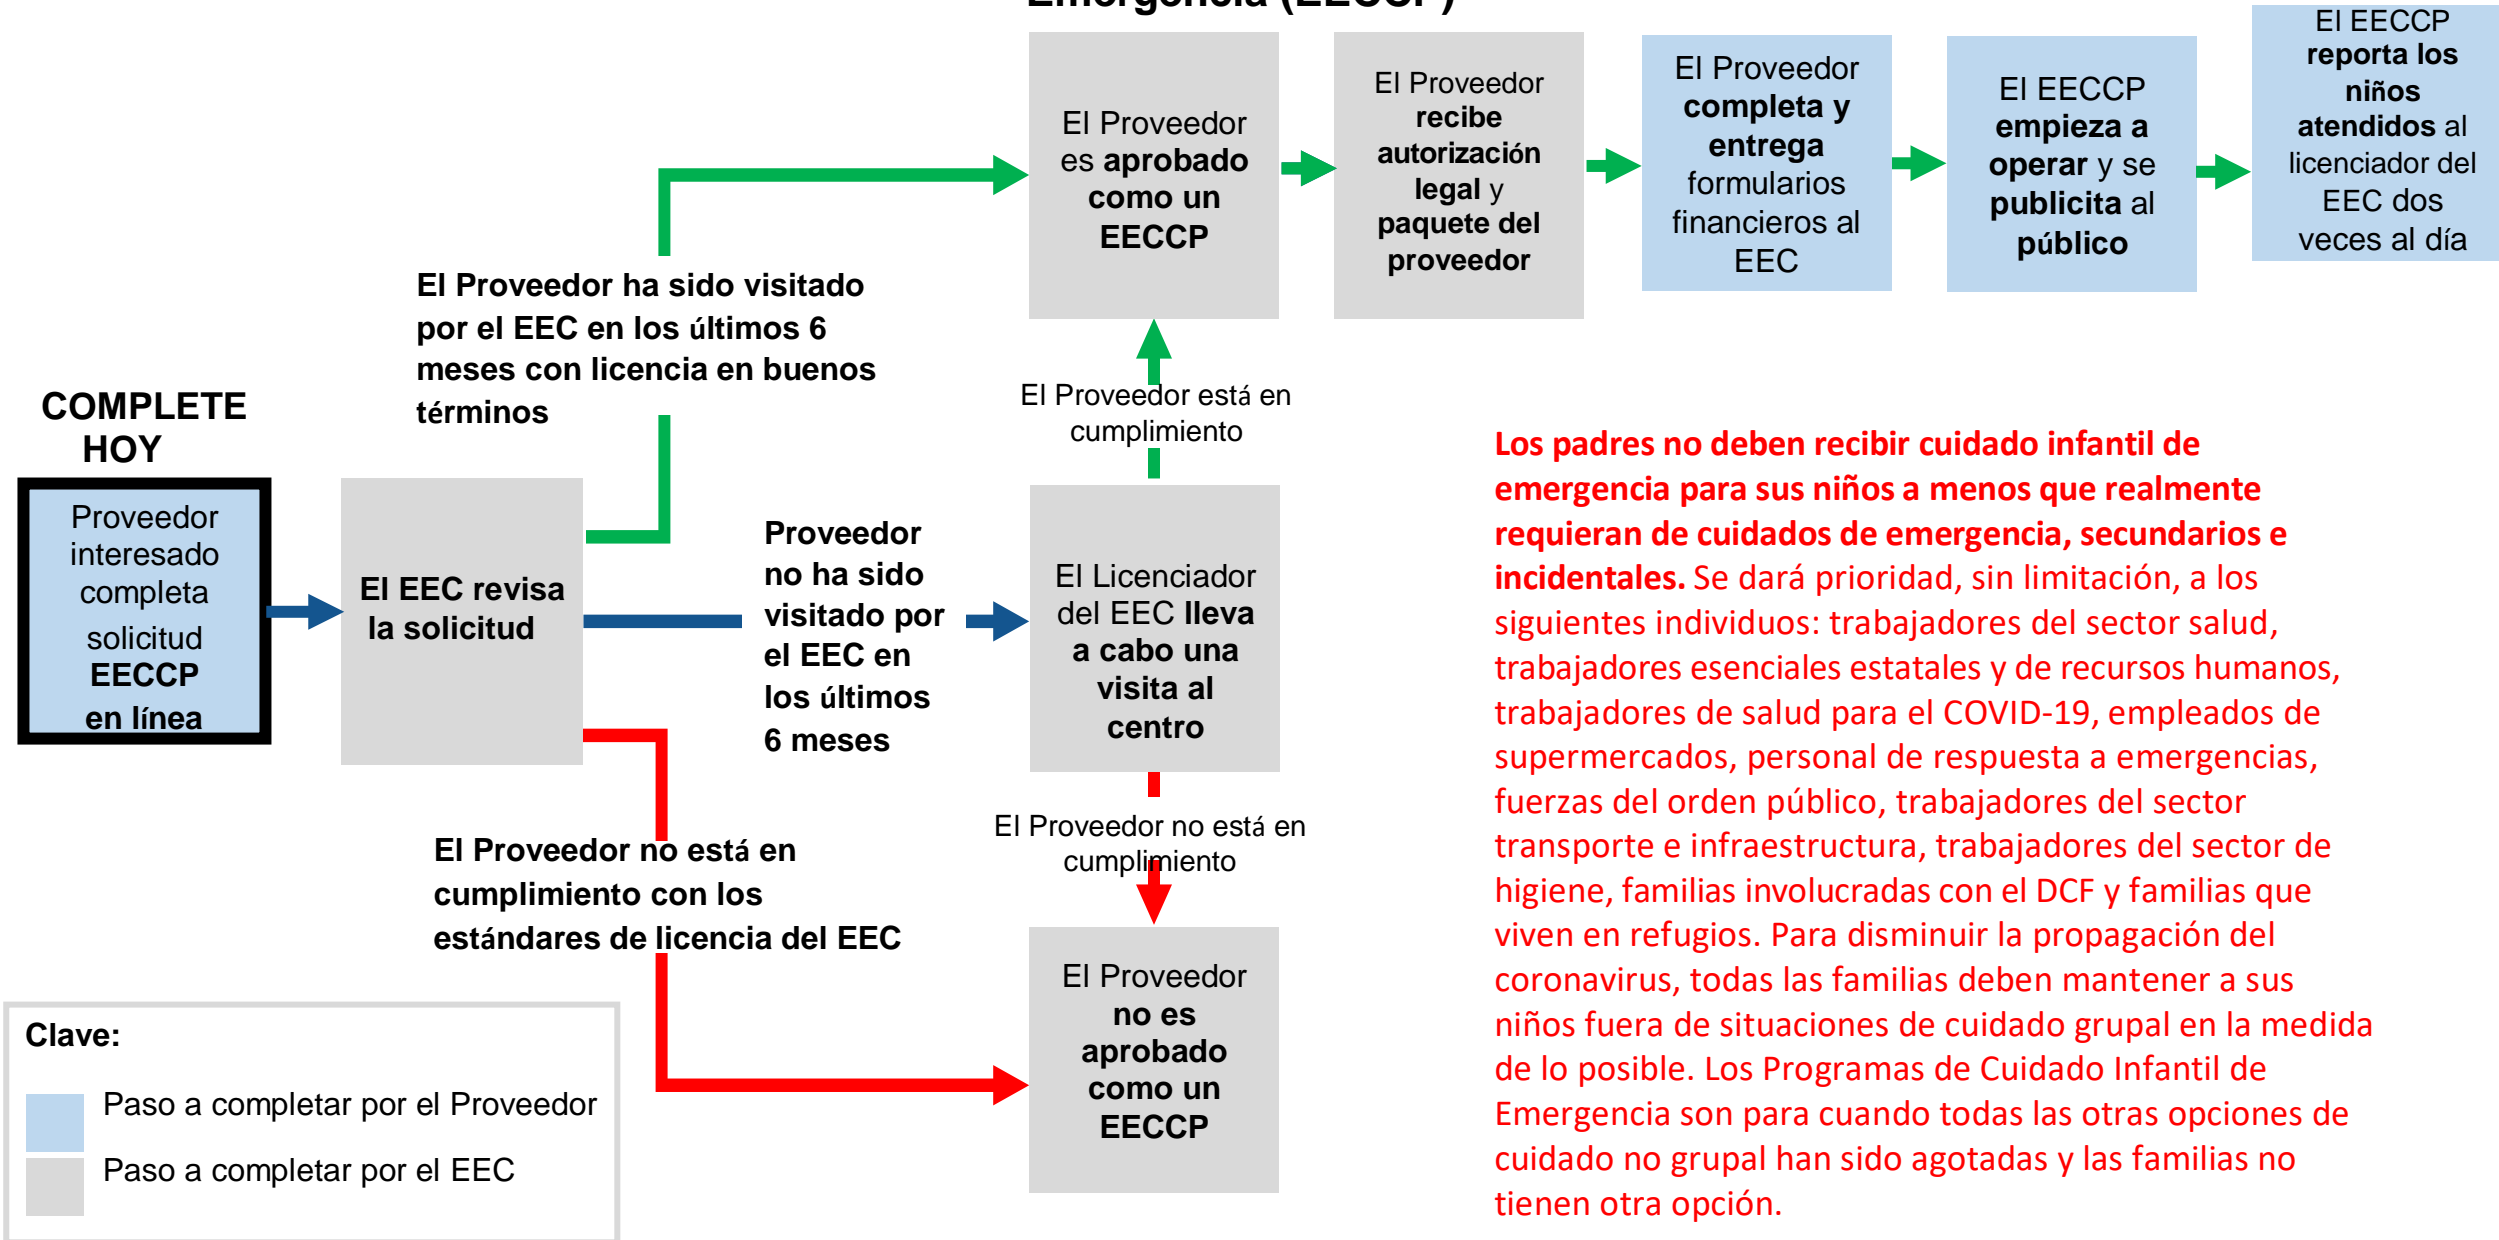 Emergencia (EECCP)
El Proveedor
es aprobado
como un
EECCP
El Proveedor
recibe
autorización
legal y
paquete del
proveedor
El Proveedor
completa y
entrega
formularios
financieros al
EEC
El EECCP
empieza a
operar y se
publicita al
público
El EECCP
reporta los
niños
atendidos al
licenciador del
EEC dos
veces al día
El Proveedor ha sido visitado
por el EEC en los últimos 6
meses con licencia en buenos
términos
El Proveedor está en
cumplimiento
COMPLETE
HOY
Proveedor
interesado
completa
solicitud
EECCP
en línea
El EEC revisa
la solicitud
Proveedor
no ha sido
visitado por
el EEC en
los últimos
6 meses
El Licenciador
del EEC lleva
a cabo una
visita al
centro
El Proveedor no está en
cumplimiento
El Proveedor no está en
cumplimiento con los
estándares de licencia del EEC
El Proveedor
no es
aprobado
como un
EECCP
Los padres no deben recibir cuidado infantil de
emergencia para sus niños a menos que realmente
requieran de cuidados de emergencia, secundarios e
incidentales. Se dará prioridad, sin limitación, a los
siguientes individuos: trabajadores del sector salud,
trabajadores esenciales estatales y de recursos humanos,
trabajadores de salud para el COVID-19, empleados de
supermercados, personal de respuesta a emergencias,
fuerzas del orden público, trabajadores del sector
transporte e infraestructura, trabajadores del sector de
higiene, familias involucradas con el DCF y familias que
viven en refugios. Para disminuir la propagación del
coronavirus, todas las familias deben mantener a sus
niños fuera de situaciones de cuidado grupal en la medida
de lo posible. Los Programas de Cuidado Infantil de
Emergencia son para cuando todas las otras opciones de
cuidado no grupal han sido agotadas y las familias no
tienen otra opción.
Clave:
Paso a completar por el Proveedor
Paso a completar por el EEC